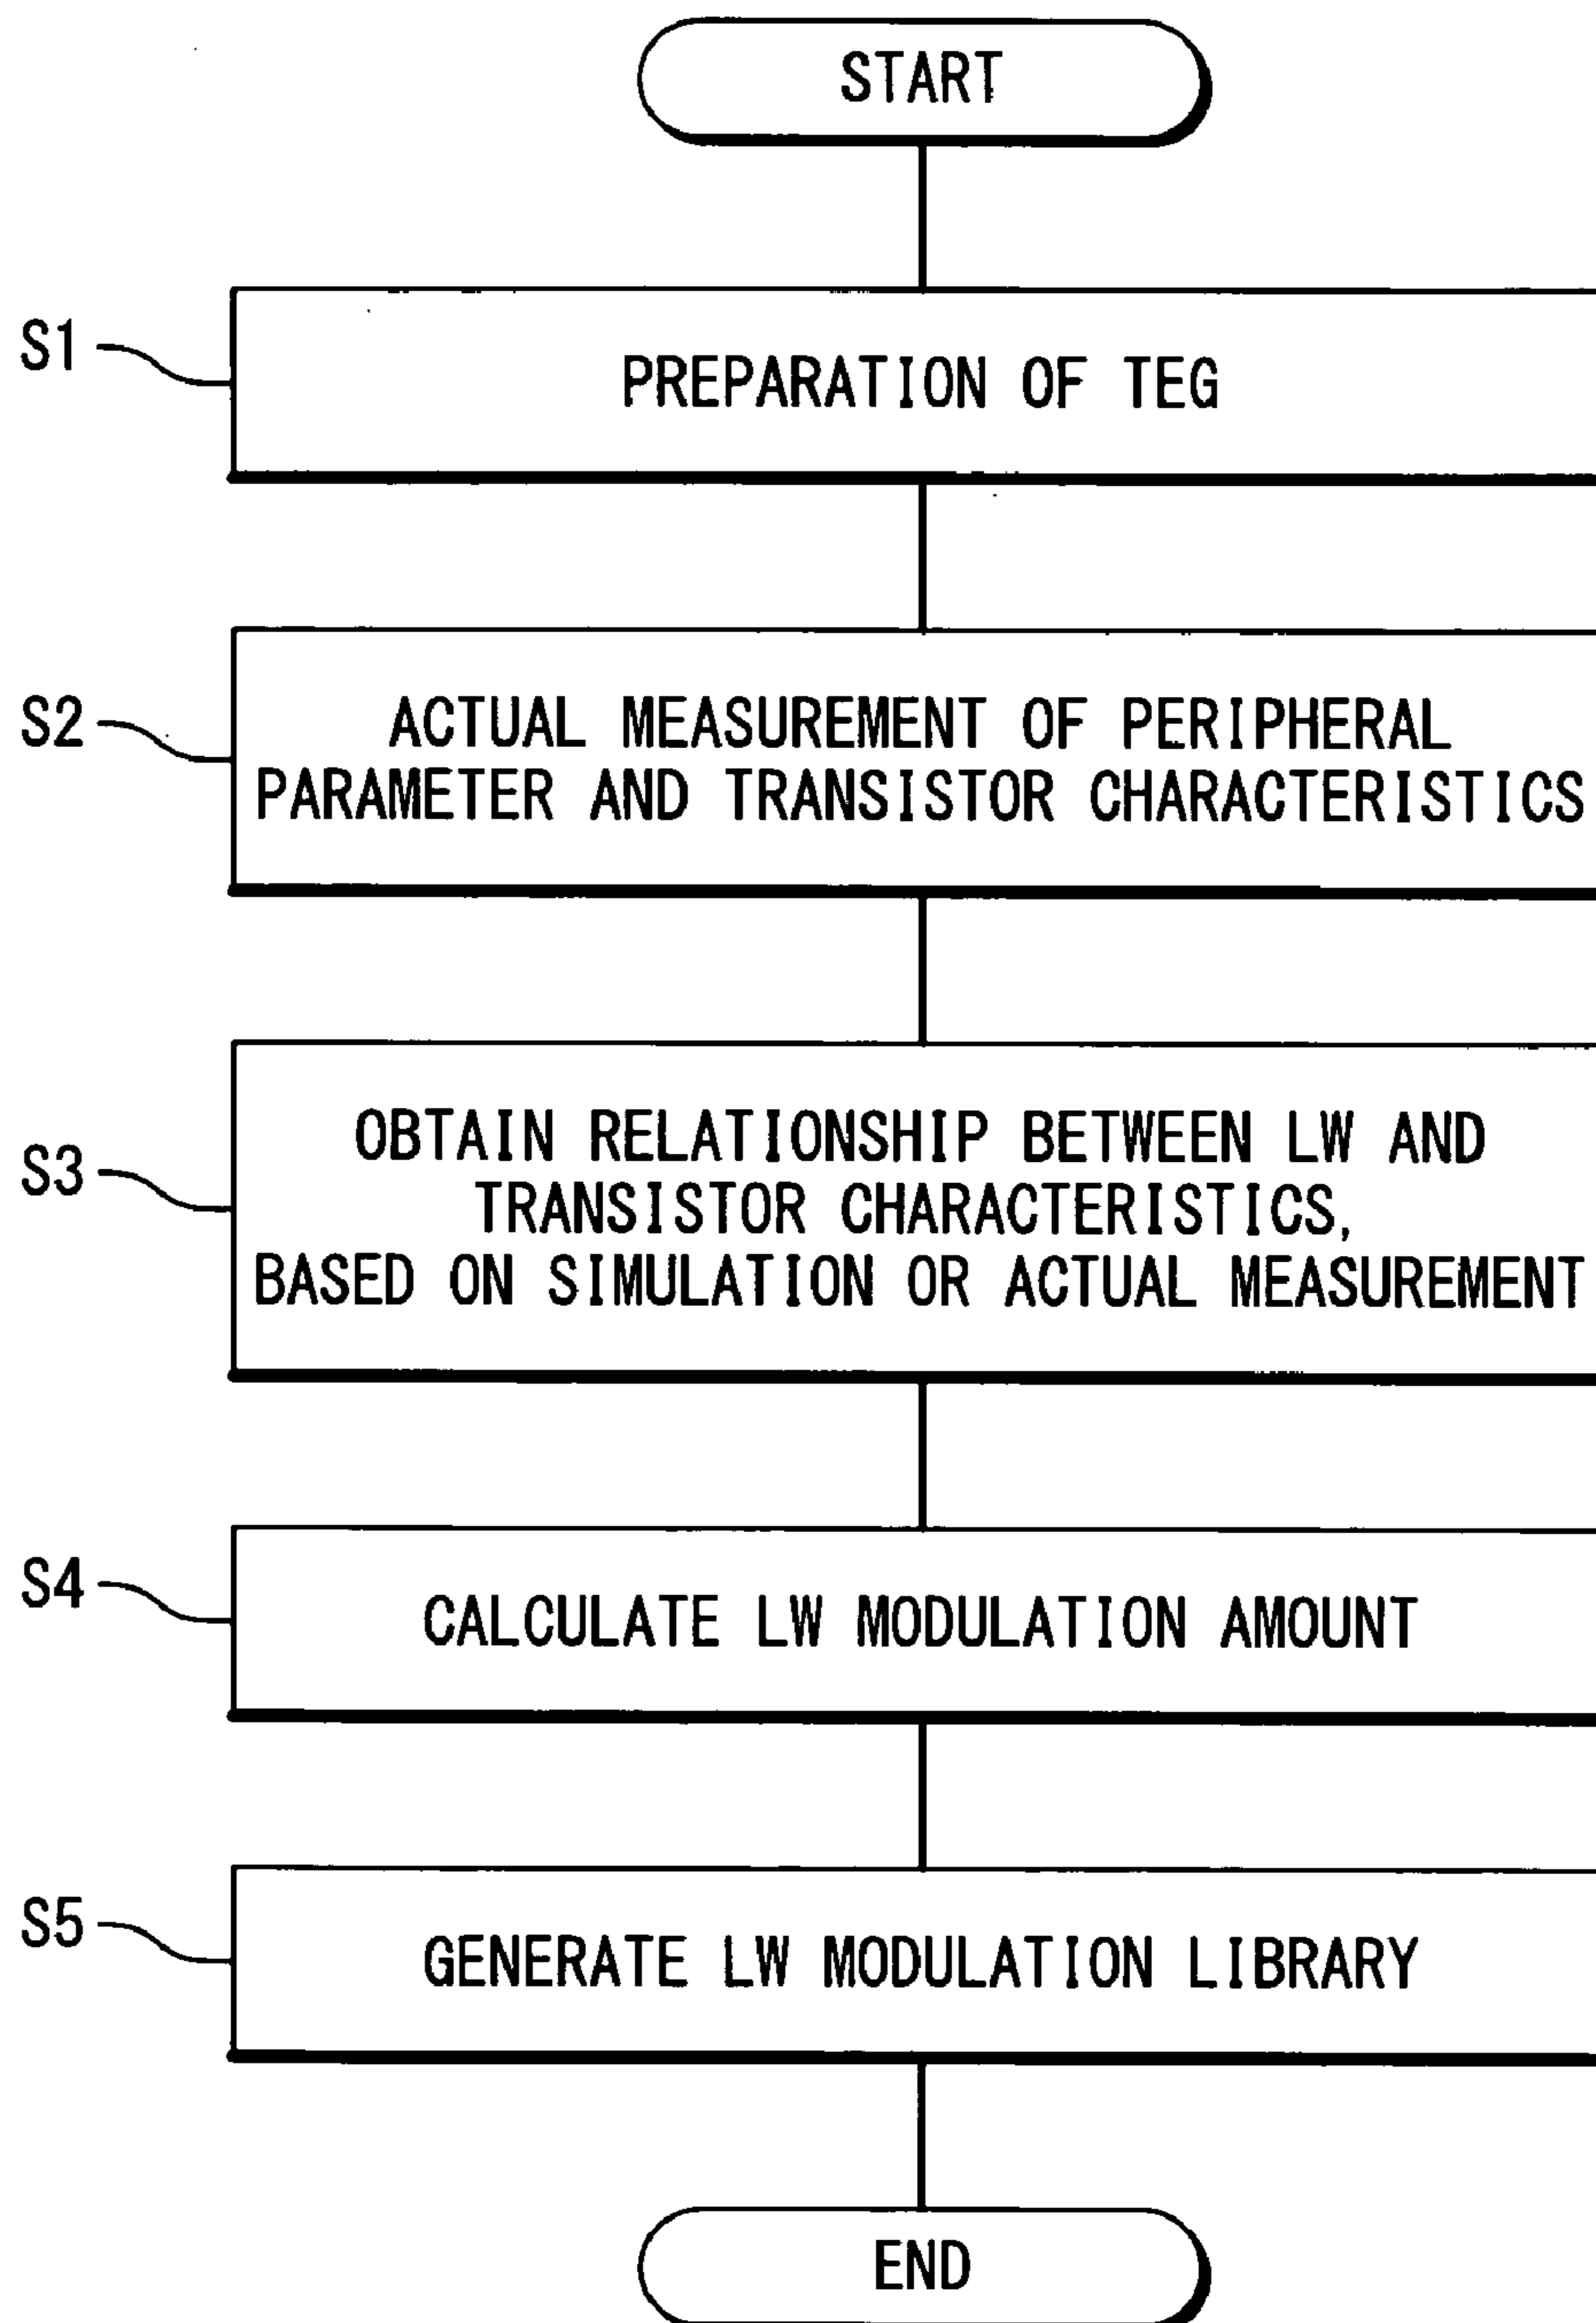 START
S1
PREPARATION OF TEG
S2
ACTUAL MEASUREMENT OF PERIPHERAL
PARAMETER AND TRANSISTOR CHARACTERISTICS
S3
OBTAIN RELATIONSHIP BETWEEN LW AND
TRANSISTOR CHARACTERISTICS,
BASED ON SIMULATION OR ACTUAL MEASUREMENT
S4
CALCULATE LW MODULATION AMOUNT
S5
GENERATE LW MODULATION LIBRARY
END